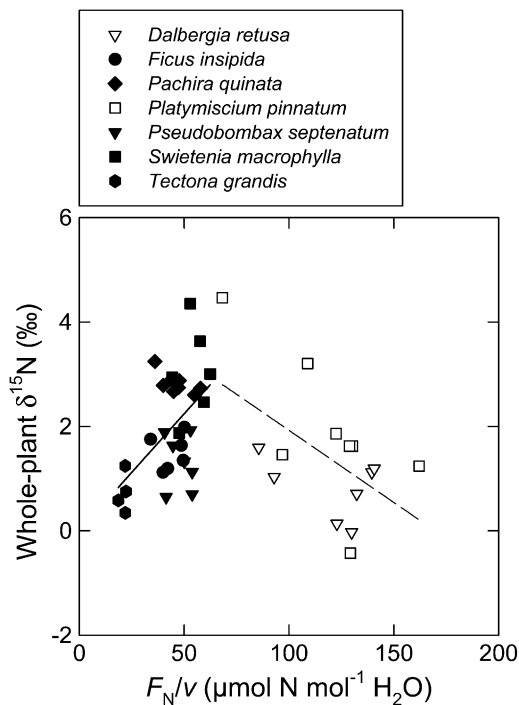 Dalbergia retusa
Ficus insipida
Pachira quinata
Platymiscium pinnatum
Pseudobombax septenatum
Swietenia macrophylla
Tectona grandis
6
4
2
0
-2
Whole-plant δ¹⁵N (‰)
0 50 100 150 200
F_N/v (μmol N mol⁻¹ H₂O)